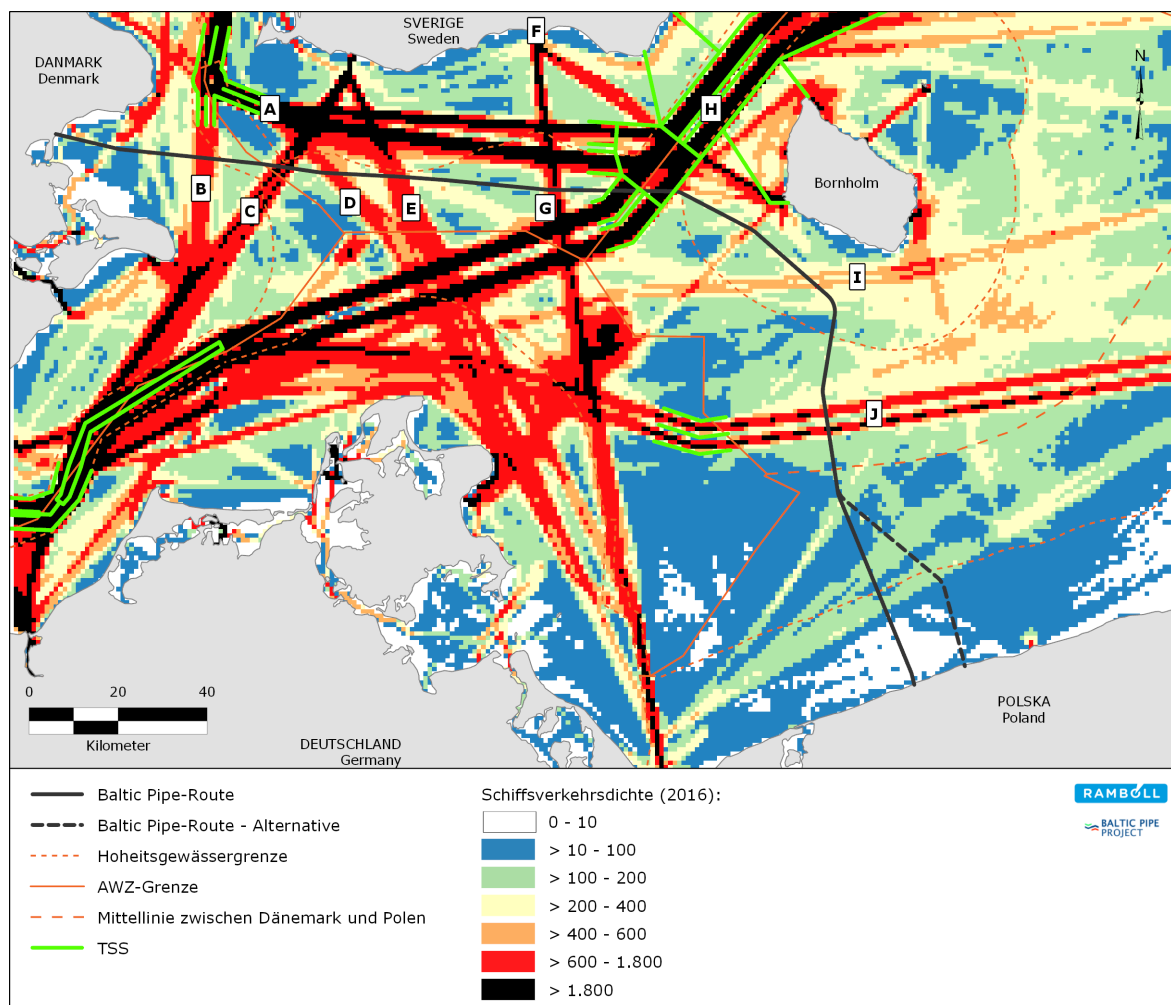 SVERIGE
Sweden
F
DANMARK
Denmark
N
A
H
B
C
D
E
G
Bornholm
I
J
0 20 40
Kilometer
DEUTSCHLAND
Germany
POLSKA
Poland
Baltic Pipe-Route
Baltic Pipe-Route - Alternative
Hoheitsgewässergrenze
AWZ-Grenze
Mittellinie zwischen Dänemark und Polen
TSS
Schiffsverkehrsdichte (2016):
0 - 10
> 10 - 100
> 100 - 200
> 200 - 400
> 400 - 600
> 600 - 1.800
> 1.800
RAMBOLL
BALTIC PIPE
PROJECT